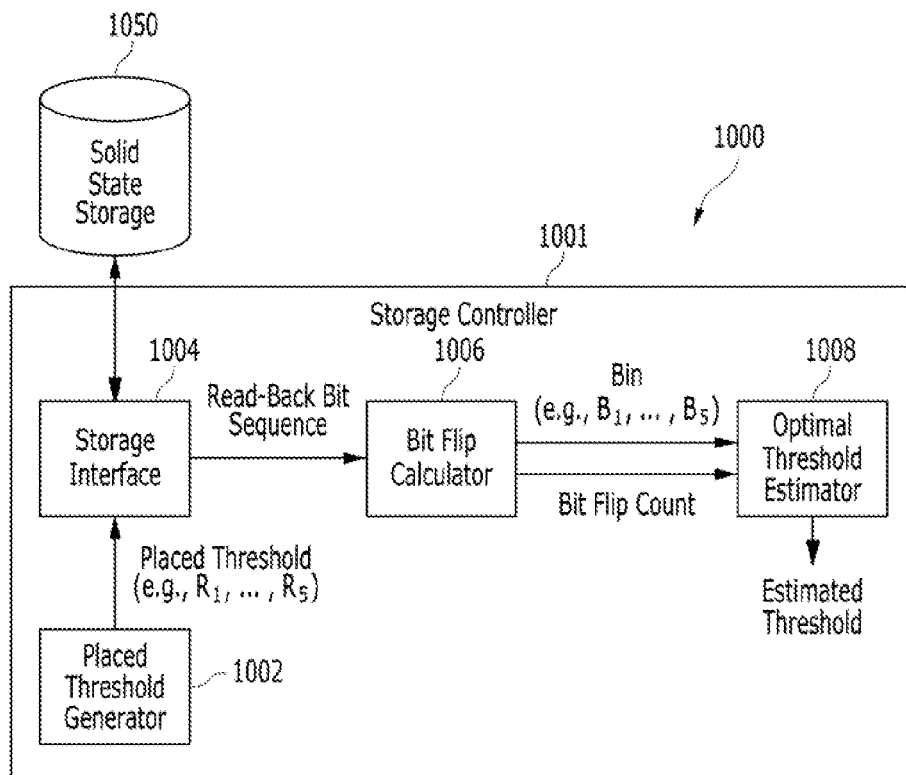 1050
Solid
State
Storage
1000
1001
Storage Controller
1004
1006
1008
Storage
Interface
Read-Back Bit
Sequence
Bit Flip
Calculator
Bin
(e.g., B₁, ... , B₅)
Bit Flip Count
Optimal
Threshold
Estimator
Placed Threshold
(e.g., R₁, ... , R₅)
Estimated
Threshold
Placed
Threshold
Generator
1002